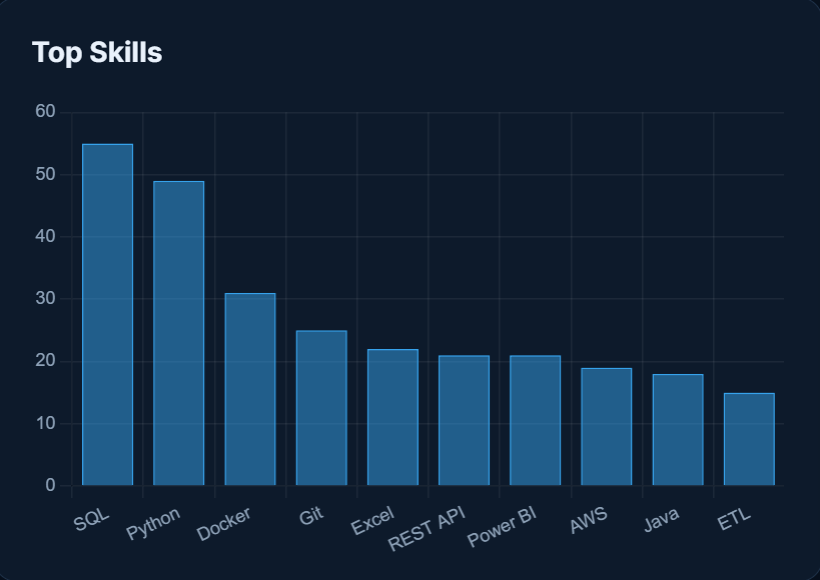 Top Skills
60
50
40
30
20
10
0
SQL
Python
Docker
Git
Excel
REST API
Power BI
AWS
Java
ETL